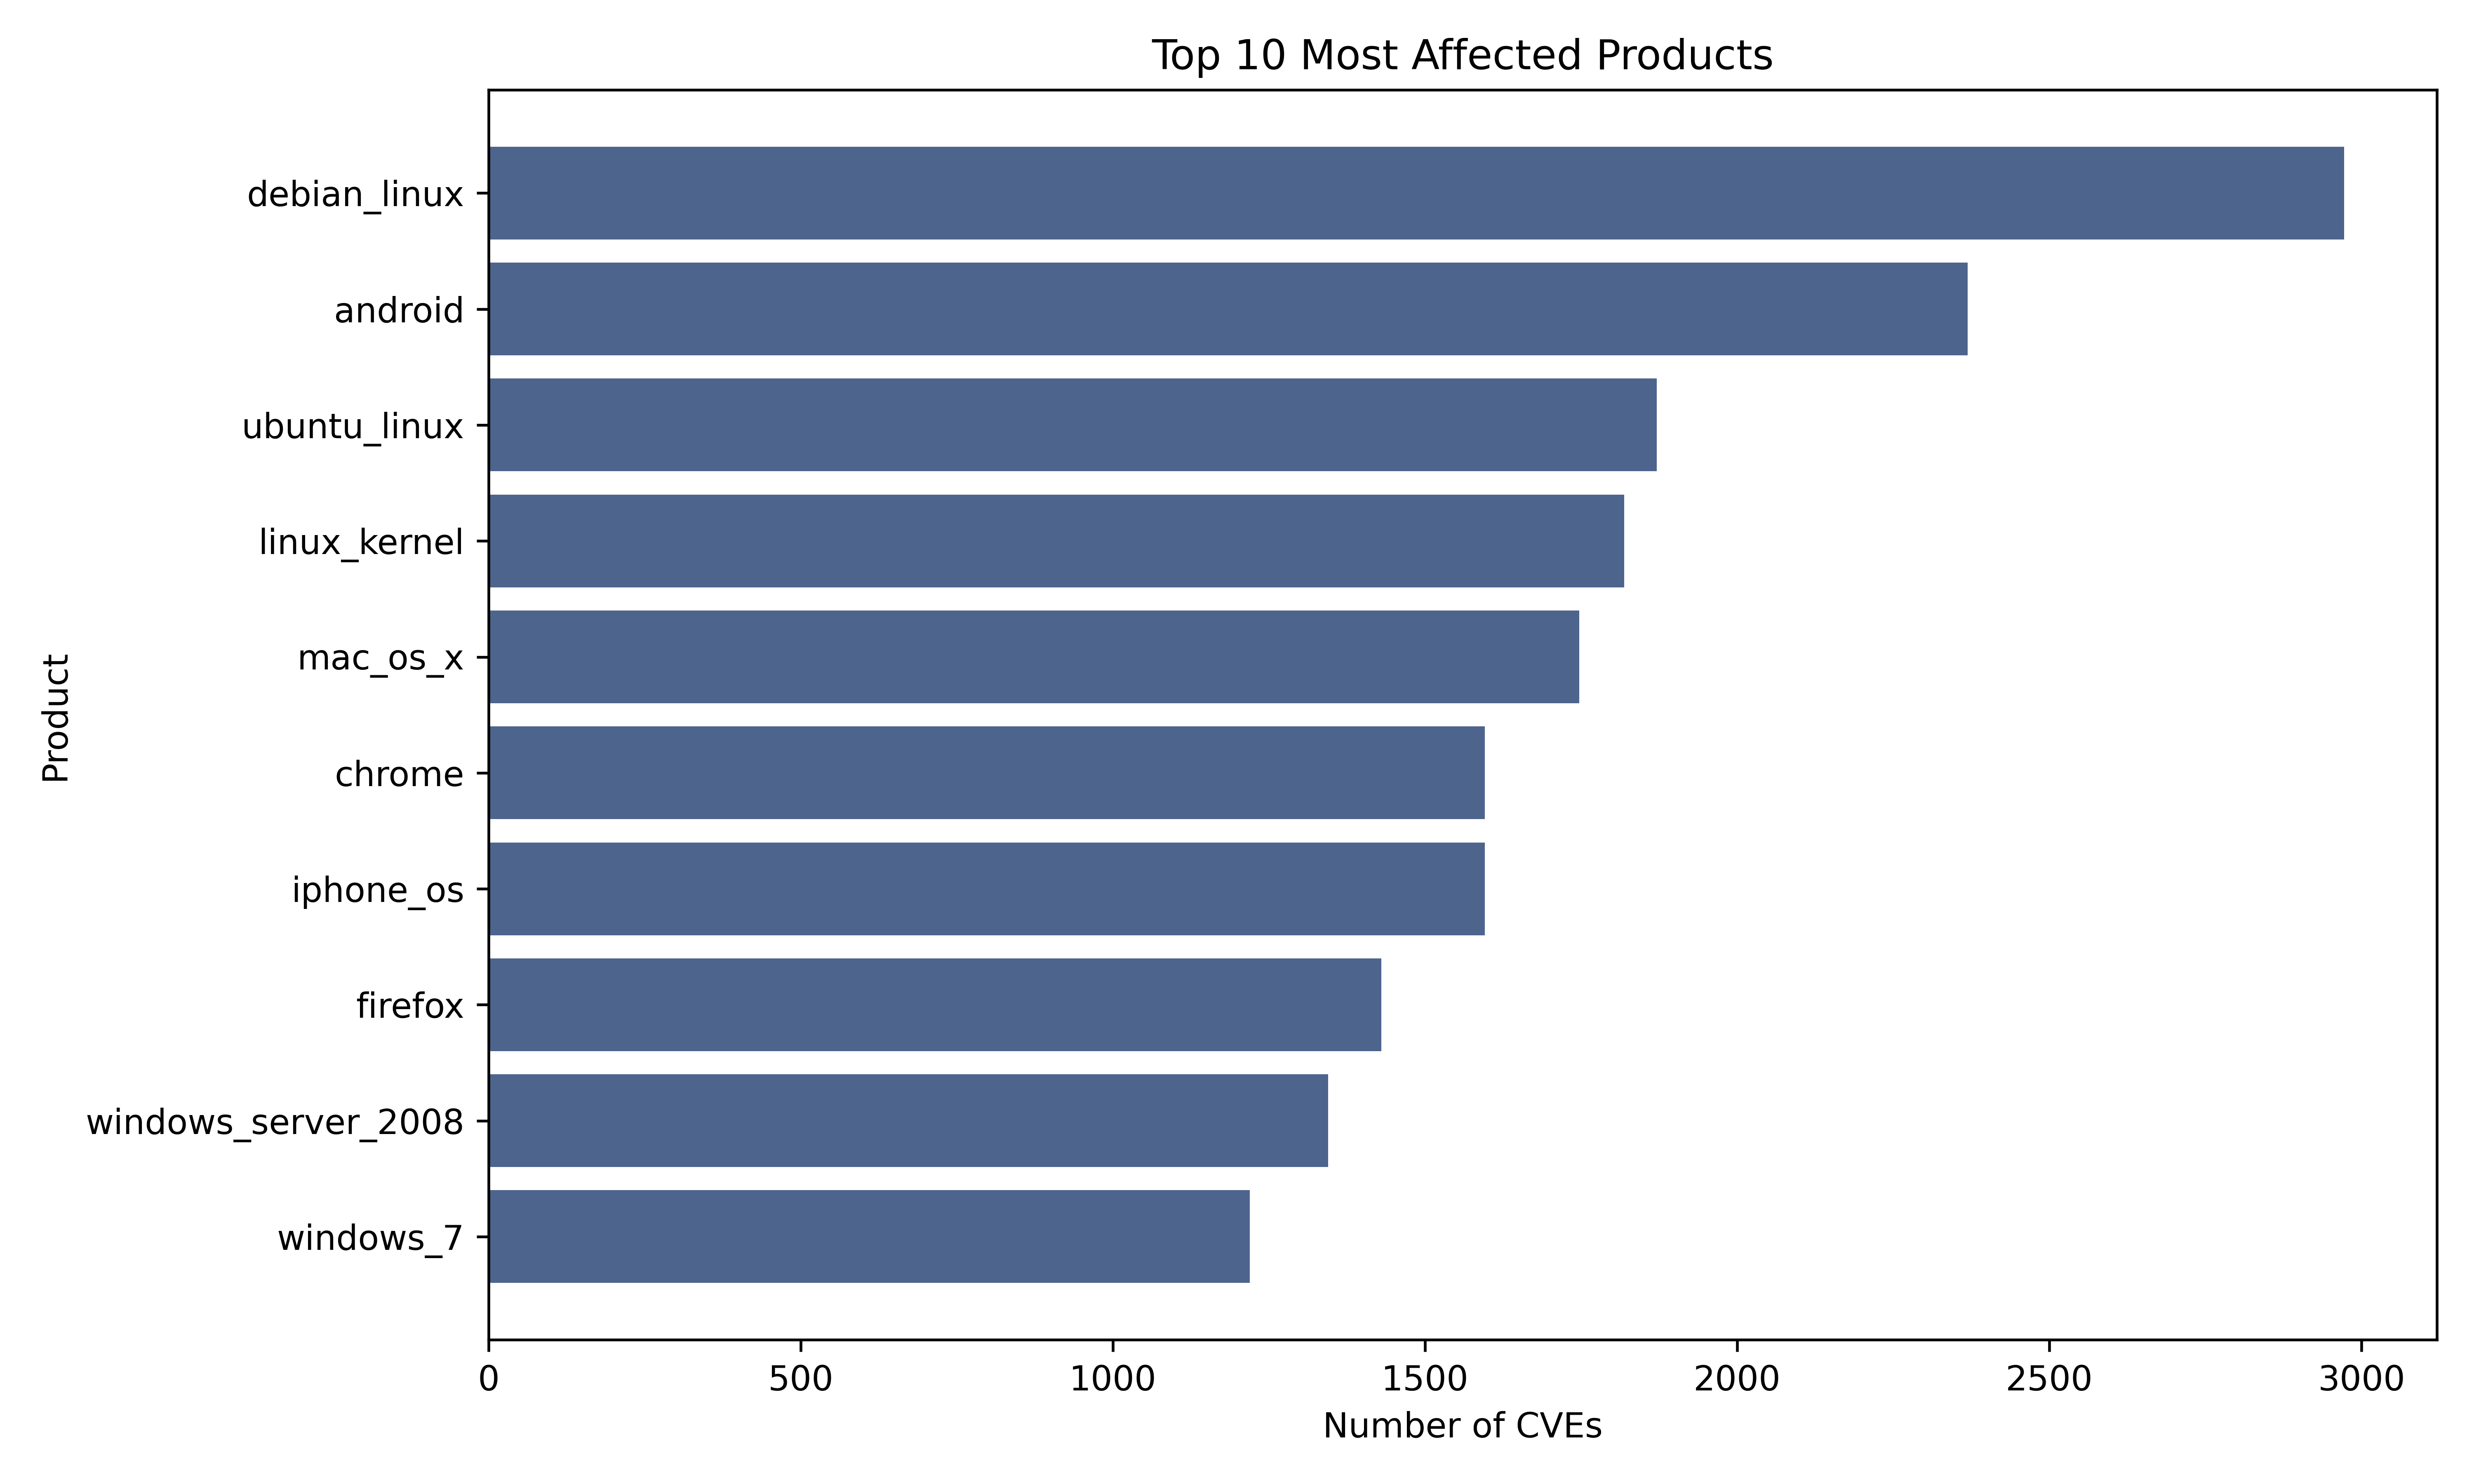 Top 10 Most Affected Products
Product
debian_linux
android
ubuntu_linux
linux_kernel
mac_os_x
chrome
iphone_os
firefox
windows_server_2008
windows_7
0 500 1000 1500 2000 2500 3000
Number of CVEs